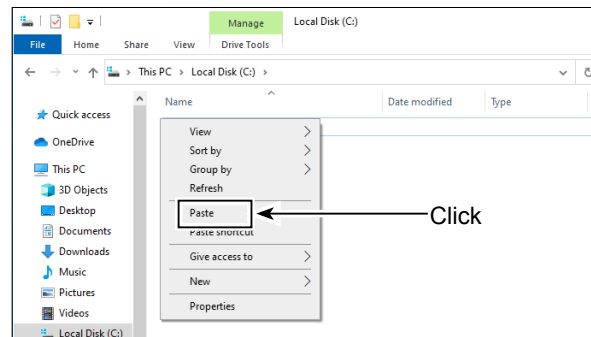 Manage Local Disk (C:)
File Home Share View Drive Tools
This PC > Local Disk (C:) >
Name Date modified Type
Quick access
OneDrive
This PC
3D Objects
Desktop
Documents
Downloads
Music
Pictures
Videos
Local Disk (C:)
View
Sort by
Group by
Refresh
Paste
Paste shortcut
Give access to
New
Properties
Click